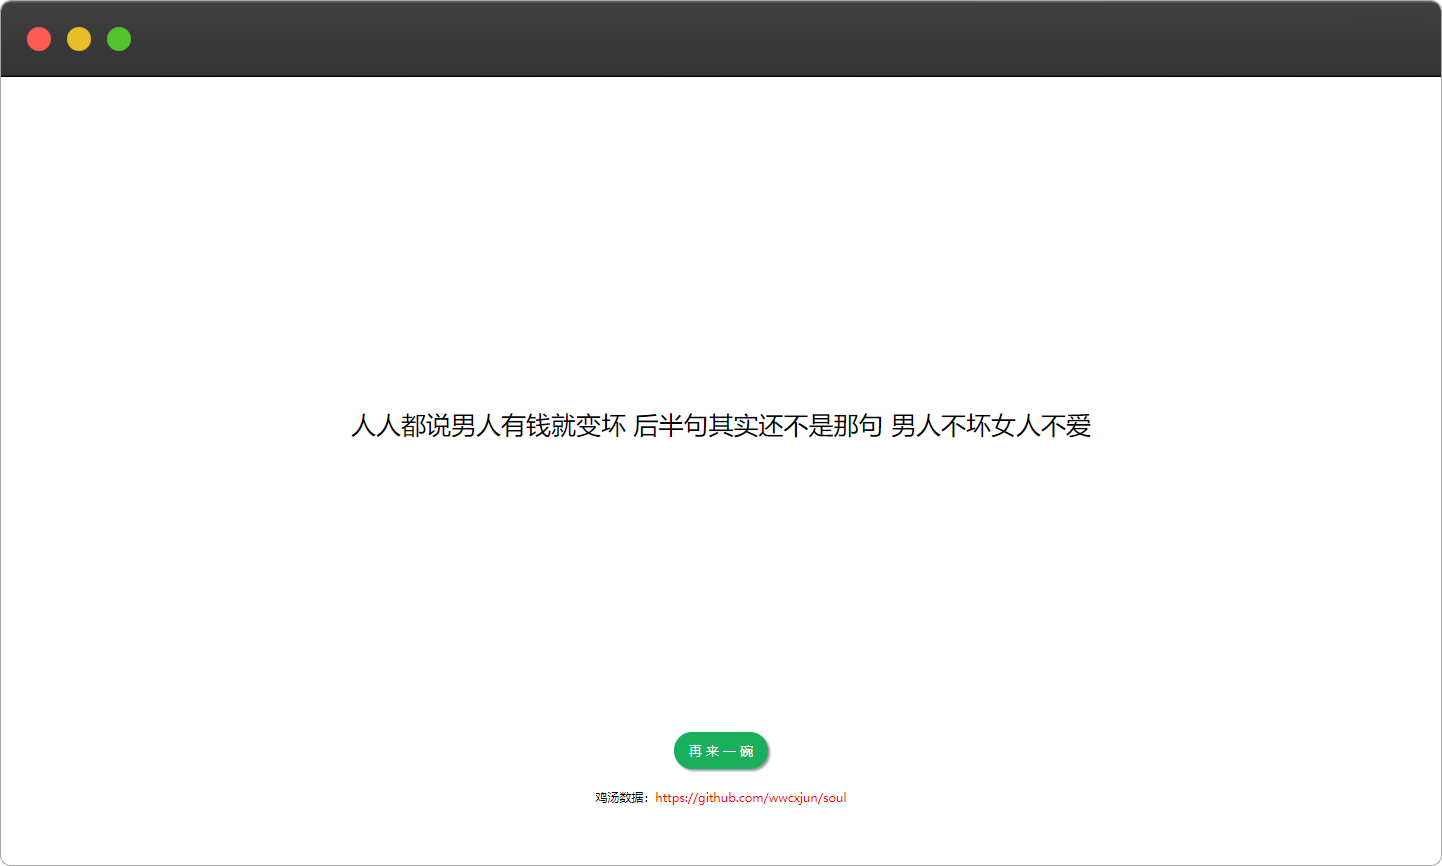 人人都说男人有钱就变坏 后半句其实还不是那句 男人不坏女人不爱
再来一碗
鸡汤数据：https://github.com/wwcxjun/soul